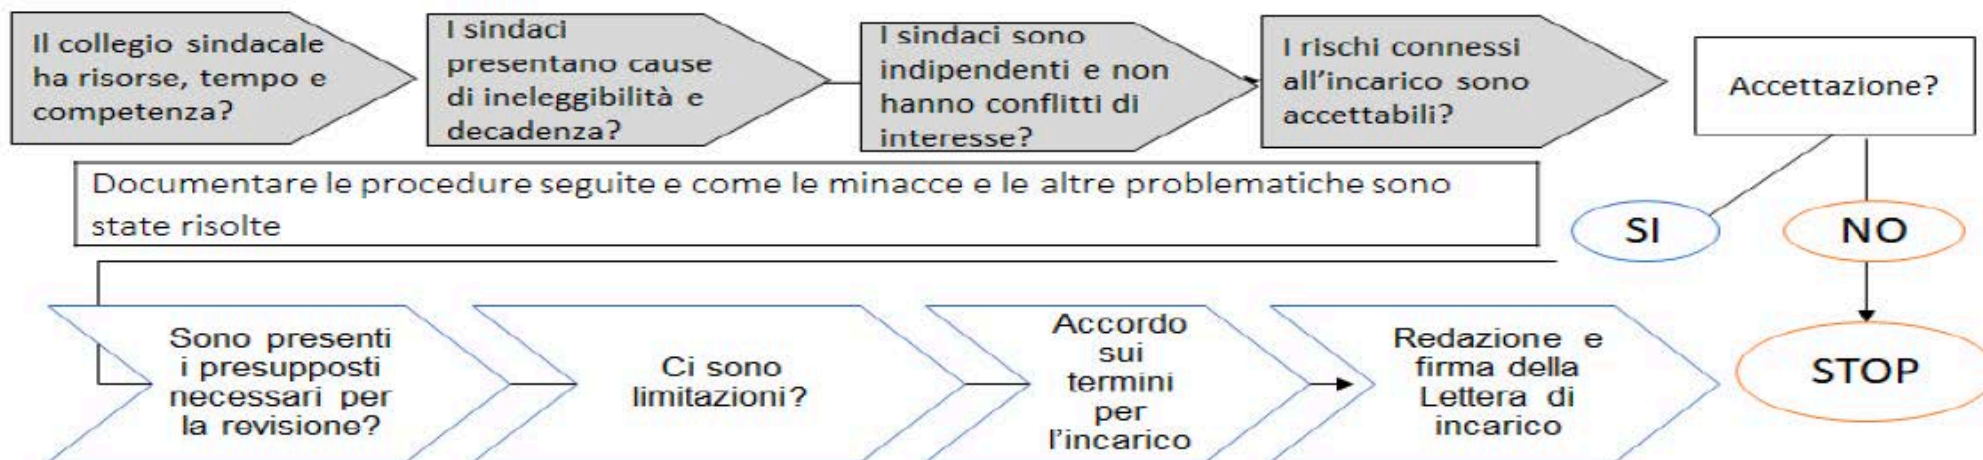 Il collegio sindacale
ha risorse, tempo e
competenza?
I sindaci
presentano cause
di ineleggibilità e
decadenza?
I sindaci sono
indipendenti e non
hanno conflitti di
interesse?
I rischi connessi
all'incarico sono
accettabili?
Accettazione?
Documentare le procedure seguite e come le minacce e le altre problematiche sono
state risolte
SI
NO
Sono presenti
i presupposti
necessari per
la revisione?
Ci sono
limitazioni?
Accordo
sui
termini
per
l'incarico
Redazione e
firma della
Lettera di
incarico
STOP